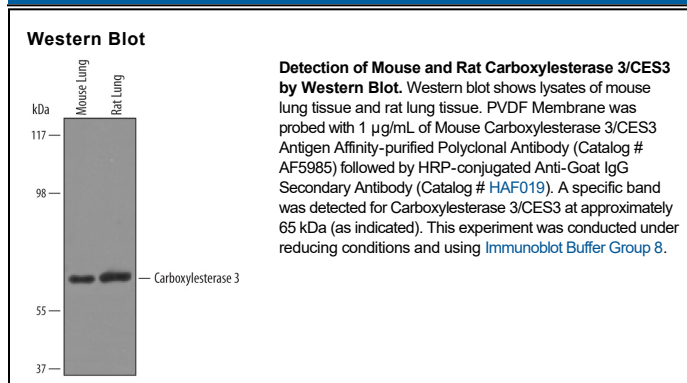 Western Blot
Mouse Lung
Rat Lung
kDa
117
98
55
37
Carboxylesterase 3
Detection of Mouse and Rat Carboxylesterase 3/CES3
by Western Blot. Western blot shows lysates of mouse
lung tissue and rat lung tissue. PVDF Membrane was
probed with 1 µg/mL of Mouse Carboxylesterase 3/CES3
Antigen Affinity-purified Polyclonal Antibody (Catalog #
AF5985) followed by HRP-conjugated Anti-Goat IgG
Secondary Antibody (Catalog # HAF019). A specific band
was detected for Carboxylesterase 3/CES3 at approximately
65 kDa (as indicated). This experiment was conducted under
reducing conditions and using Immunoblot Buffer Group 8.